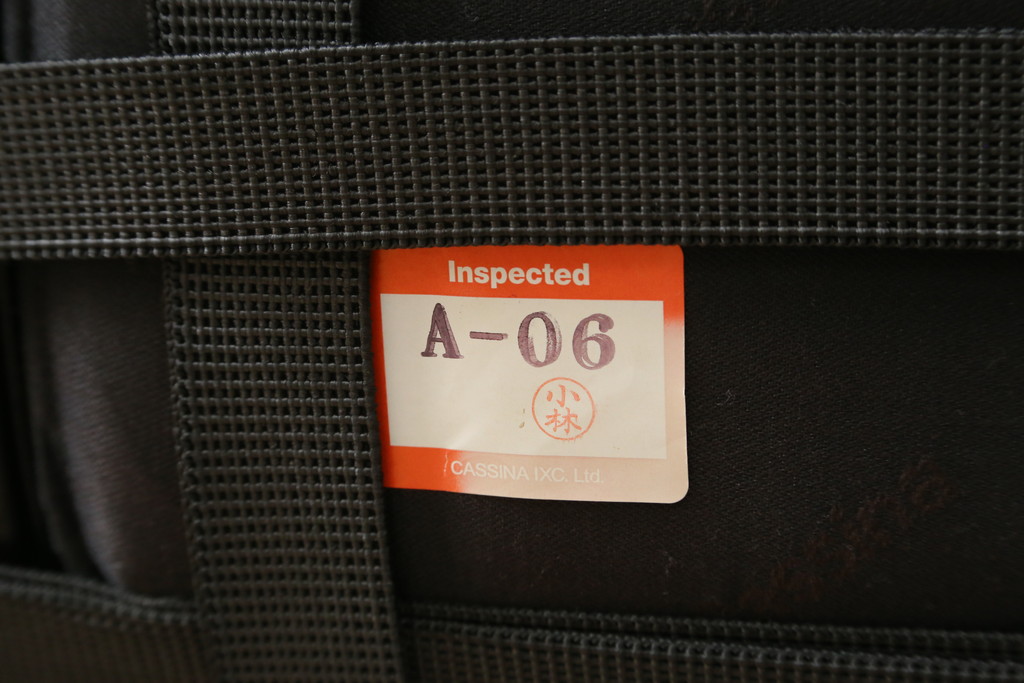 Inspected
A-06
小
林
CASSINA IXC. Ltd.